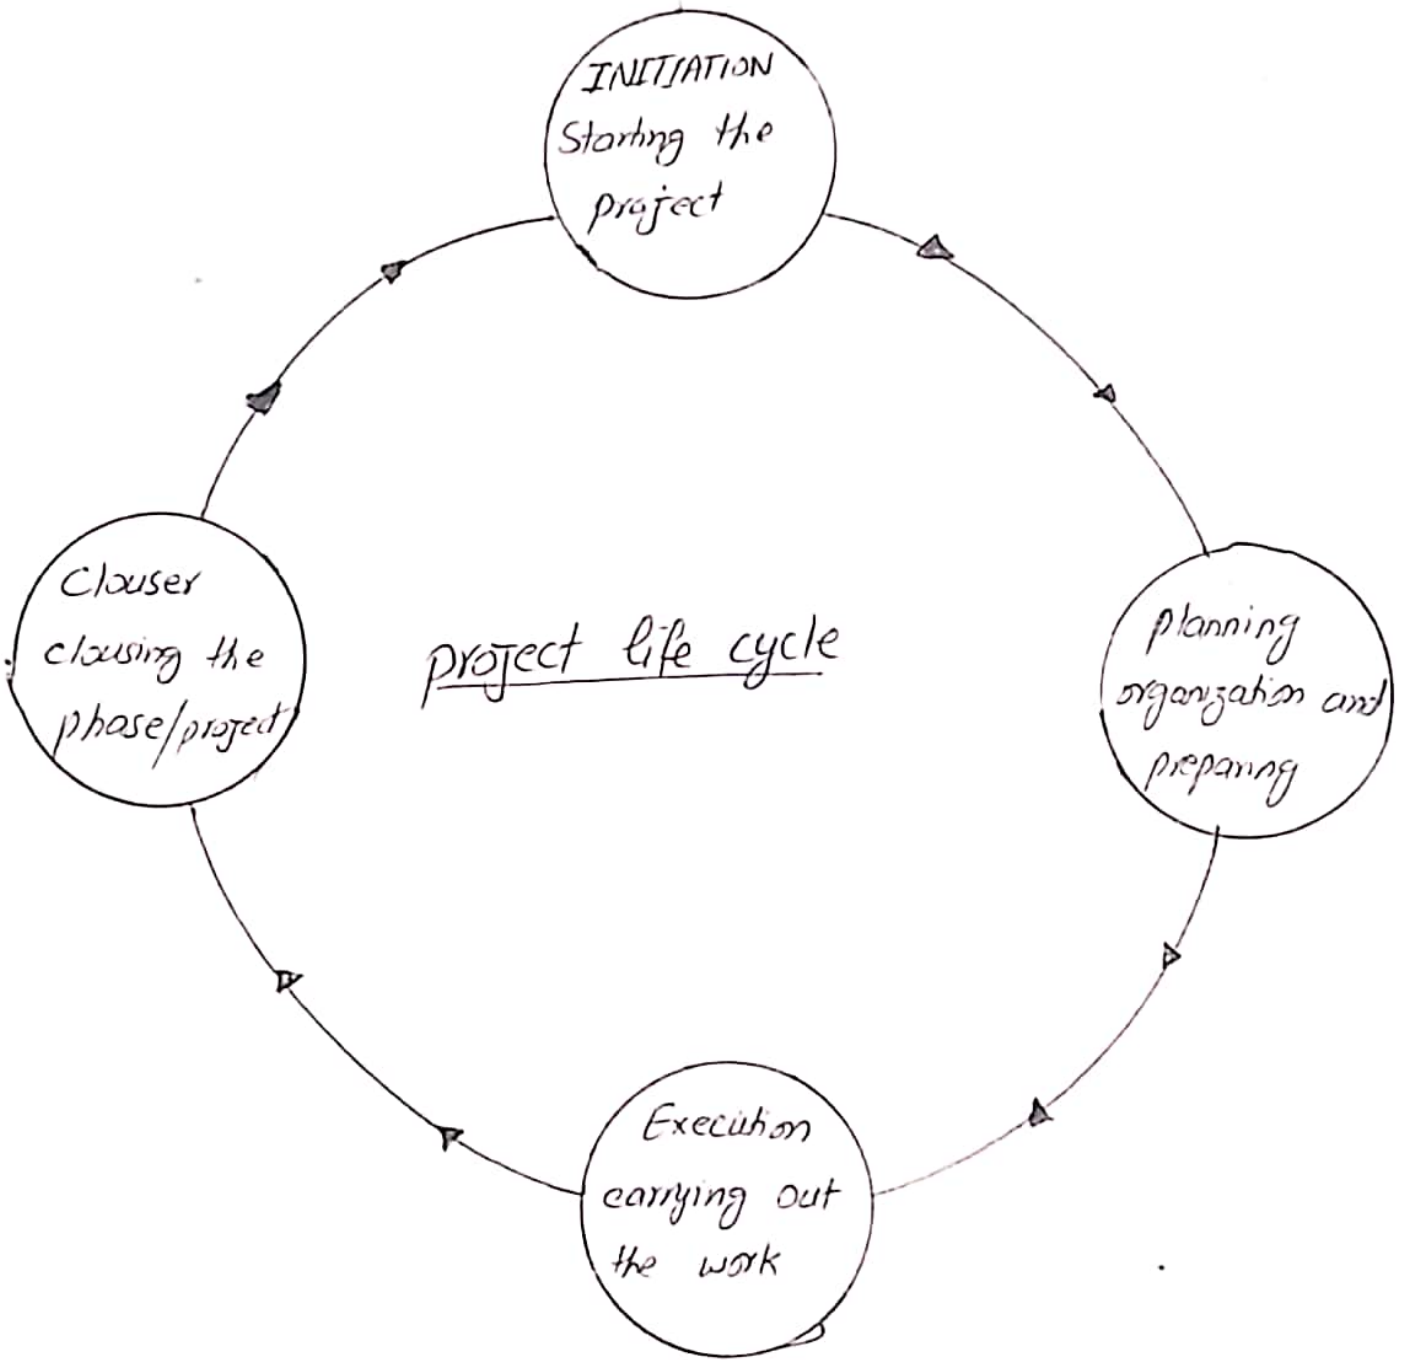 INITIATION
Starting the
project
planning
organization and
preparing
Execution
carrying out
the work
Clouser
clousing the
phase/project
project life cycle